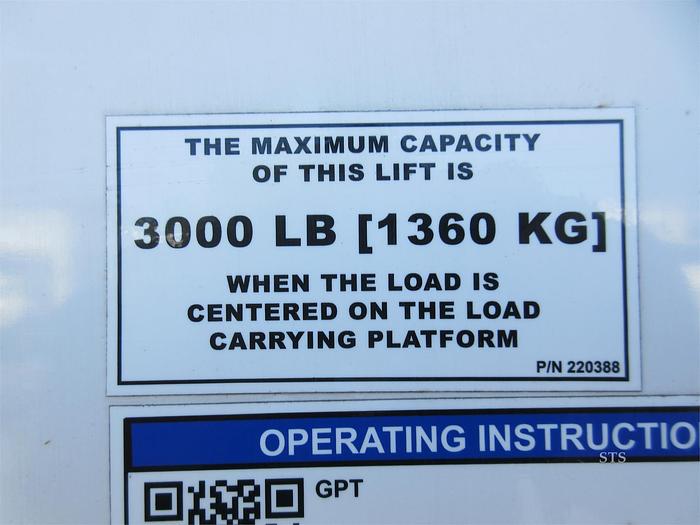 THE MAXIMUM CAPACITY
OF THIS LIFT IS
3000 LB [1360 KG]
WHEN THE LOAD IS
CENTERED ON THE LOAD
CARRYING PLATFORM
P/N 220388
OPERATING INSTRUCTIO
STS
GPT